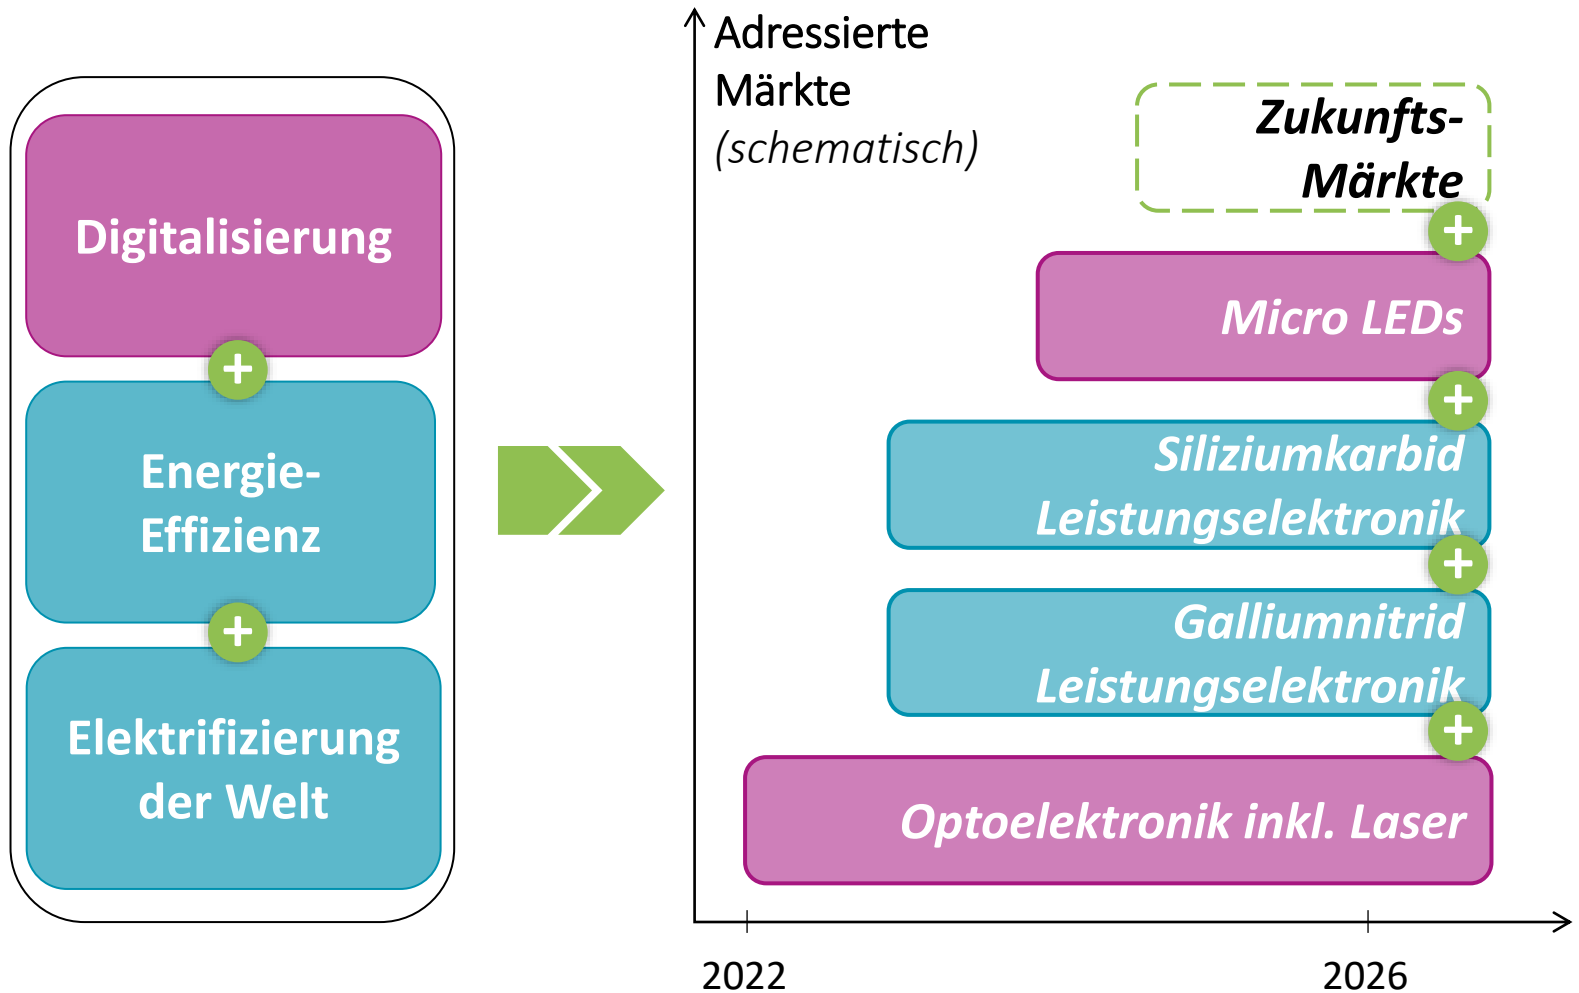 Digitalisierung
+
Energie-
Effizienz
+
Elektrifizierung
der Welt
Adressierte
Märkte
(schematisch)
Zukunfts-
Märkte
+
Micro LEDs
+
Siliziumkarbid
Leistungselektronik
+
Galliumnitrid
Leistungselektronik
+
Optoelektronik inkl. Laser
2022
2026